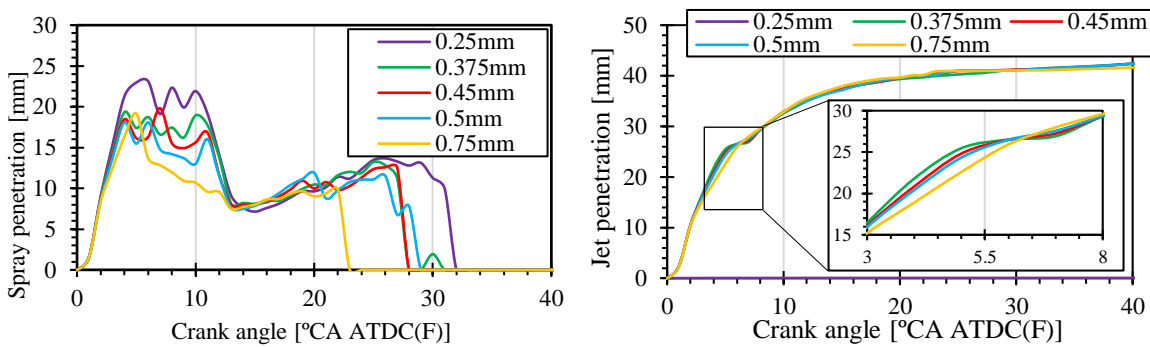 Spray penetration [mm]
30
25
20
15
10
5
0
0 10 20 30 40
Crank angle [ºCA ATDC(F)]
0.25mm
0.375mm
0.45mm
0.5mm
0.75mm
Jet penetration [mm]
50
40
30
20
10
0
0 10 20 30 40
Crank angle [ºCA ATDC(F)]
0.25mm 0.375mm 0.45mm
0.5mm 0.75mm
30
25
20
15
3 5.5 8